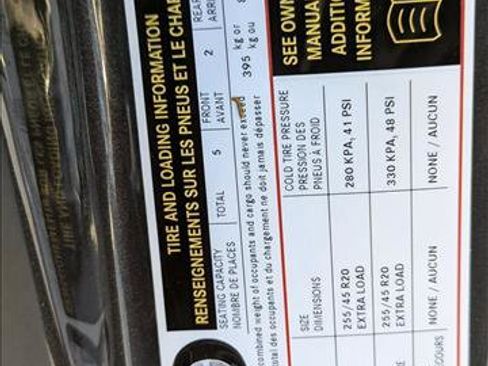 TIRE AND LOADING INFORMATION
RENSEIGNEMENTS SUR LES PNEUS ET LE CHAR
SEATING CAPACITY
NOMBRE DE PLACES
TOTAL 5
FRONT
AVANT
2
REAR
ARRI
combined weight of occupants and cargo should never exceed 395 kg or
total des occupants et du chargement ne doit jamais dépasser kg ou
SEE OWN
MANUA
ADDITI
INFORM
SIZE
DIMENSIONS
COLD TIRE PRESSURE
PRESSION DES
PNEUS À FROID
255/45 R20
EXTRA LOAD
280 KPA, 41 PSI
255/45 R20
EXTRA LOAD
330 KPA, 48 PSI
COURS
NONE / AUCUN
NONE / AUCUN